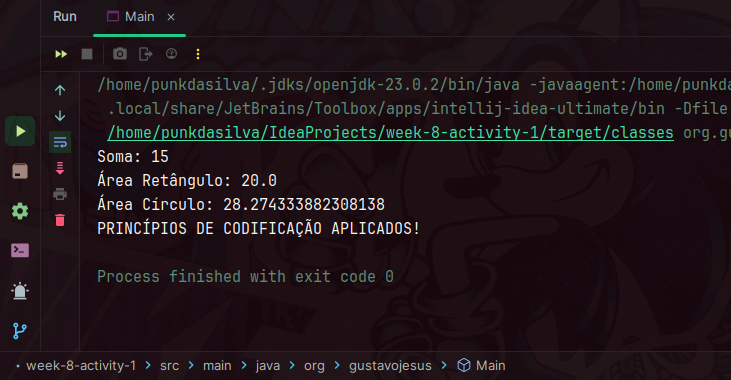 Run Main
/home/punkdasilva/.jdks/openjdk-23.0.2/bin/java -javaagent:/home/punkda
.local/share/JetBrains/Toolbox/apps/intellij-idea-ultimate/bin -Dfile
/home/punkdasilva/IdeaProjects/week-8-activity-1/target/classes org.gu
Soma: 15
Área Retângulo: 20.0
Área Círculo: 28.274333882308138
PRINCÍPIOS DE CODIFICAÇÃO APLICADOS!
Process finished with exit code 0
week-8-activity-1 > src > main > java > org > gustavojesus > Main